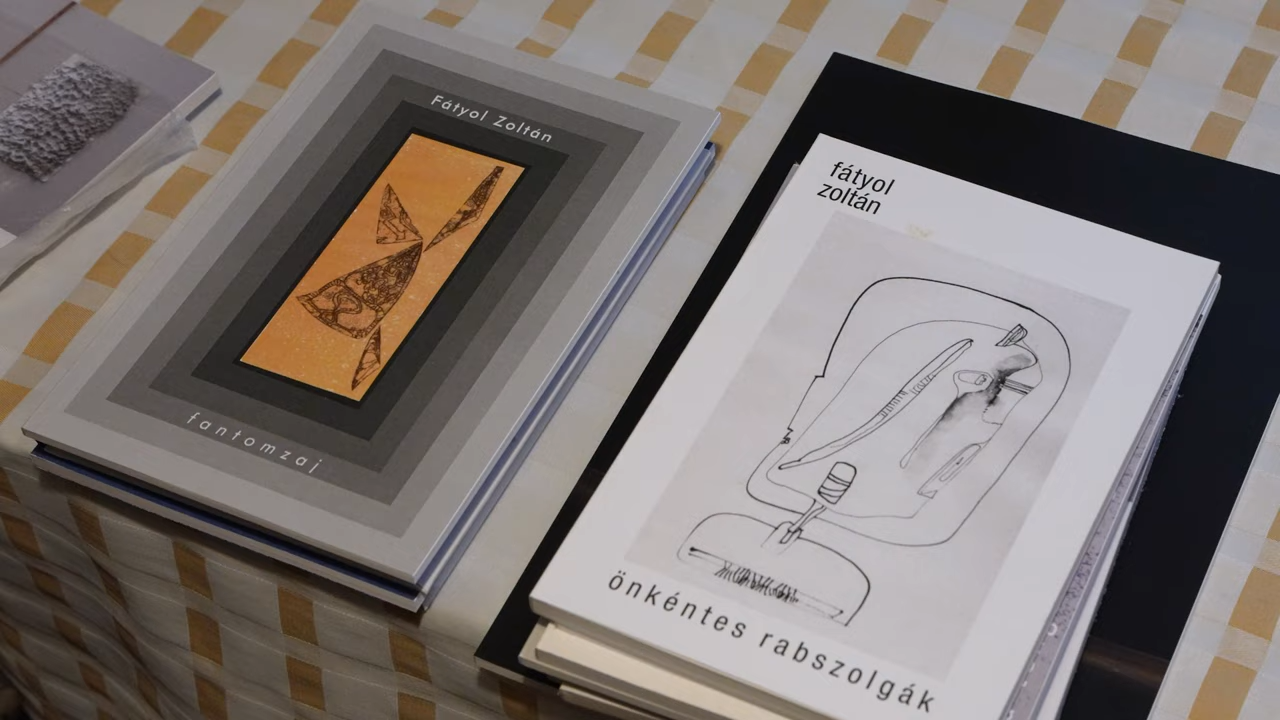 Fátyol Zoltán
fantomzaj
fátyol
zoltán
önkéntes rabszolgák